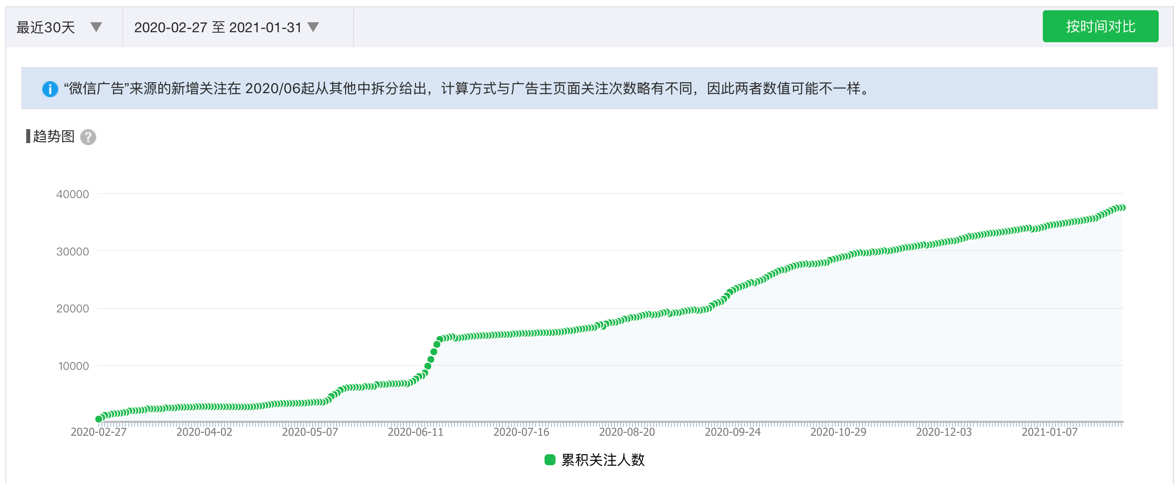 最近30天
2020-02-27 至 2021-01-31
按时间对比
“微信广告”来源的新增关注在 2020/06起从其他中拆分给出，计算方式与广告主页面关注次数略有不同，因此两者数值可能不一样。
趋势图 ?
40000
30000
20000
10000
2020-02-27 2020-04-02 2020-05-07 2020-06-11 2020-07-16 2020-08-20 2020-09-24 2020-10-29 2020-12-03 2021-01-07
累积关注人数